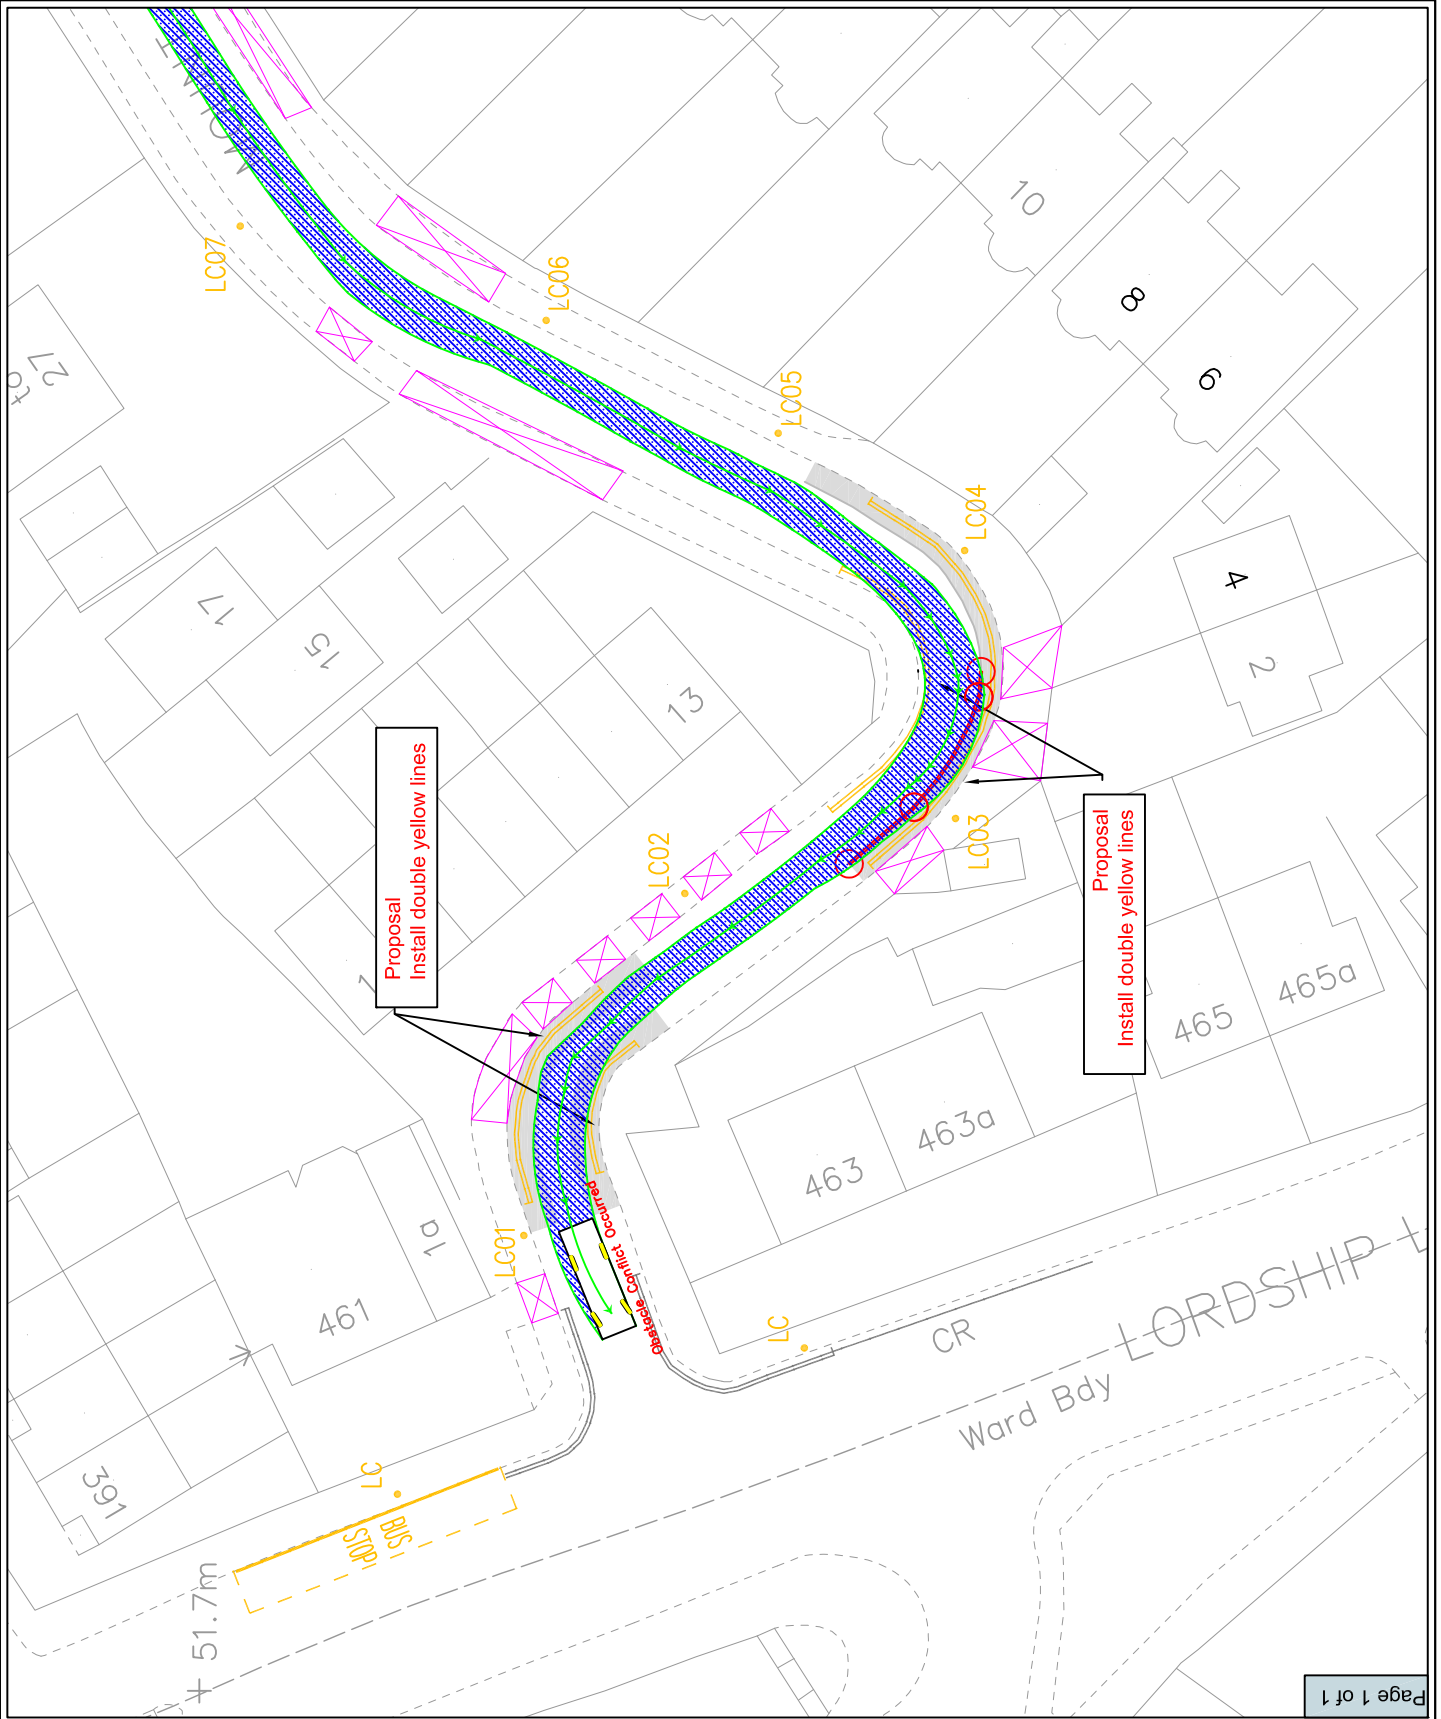 MOUNT
LC07
LC06
10
8
6
27
LC05
LC04
4
2
17
15
13
Proposal
Install double yellow lines
LC02
LC03
Proposal
Install double yellow lines
465a
465
463a
463
1a
LC01
461
Obstacle Conflict Occurred
LC
CR
LORDSHIP L
Ward Bdy
LC
BUS
STOP
391
51.7m
Page 1 of 1